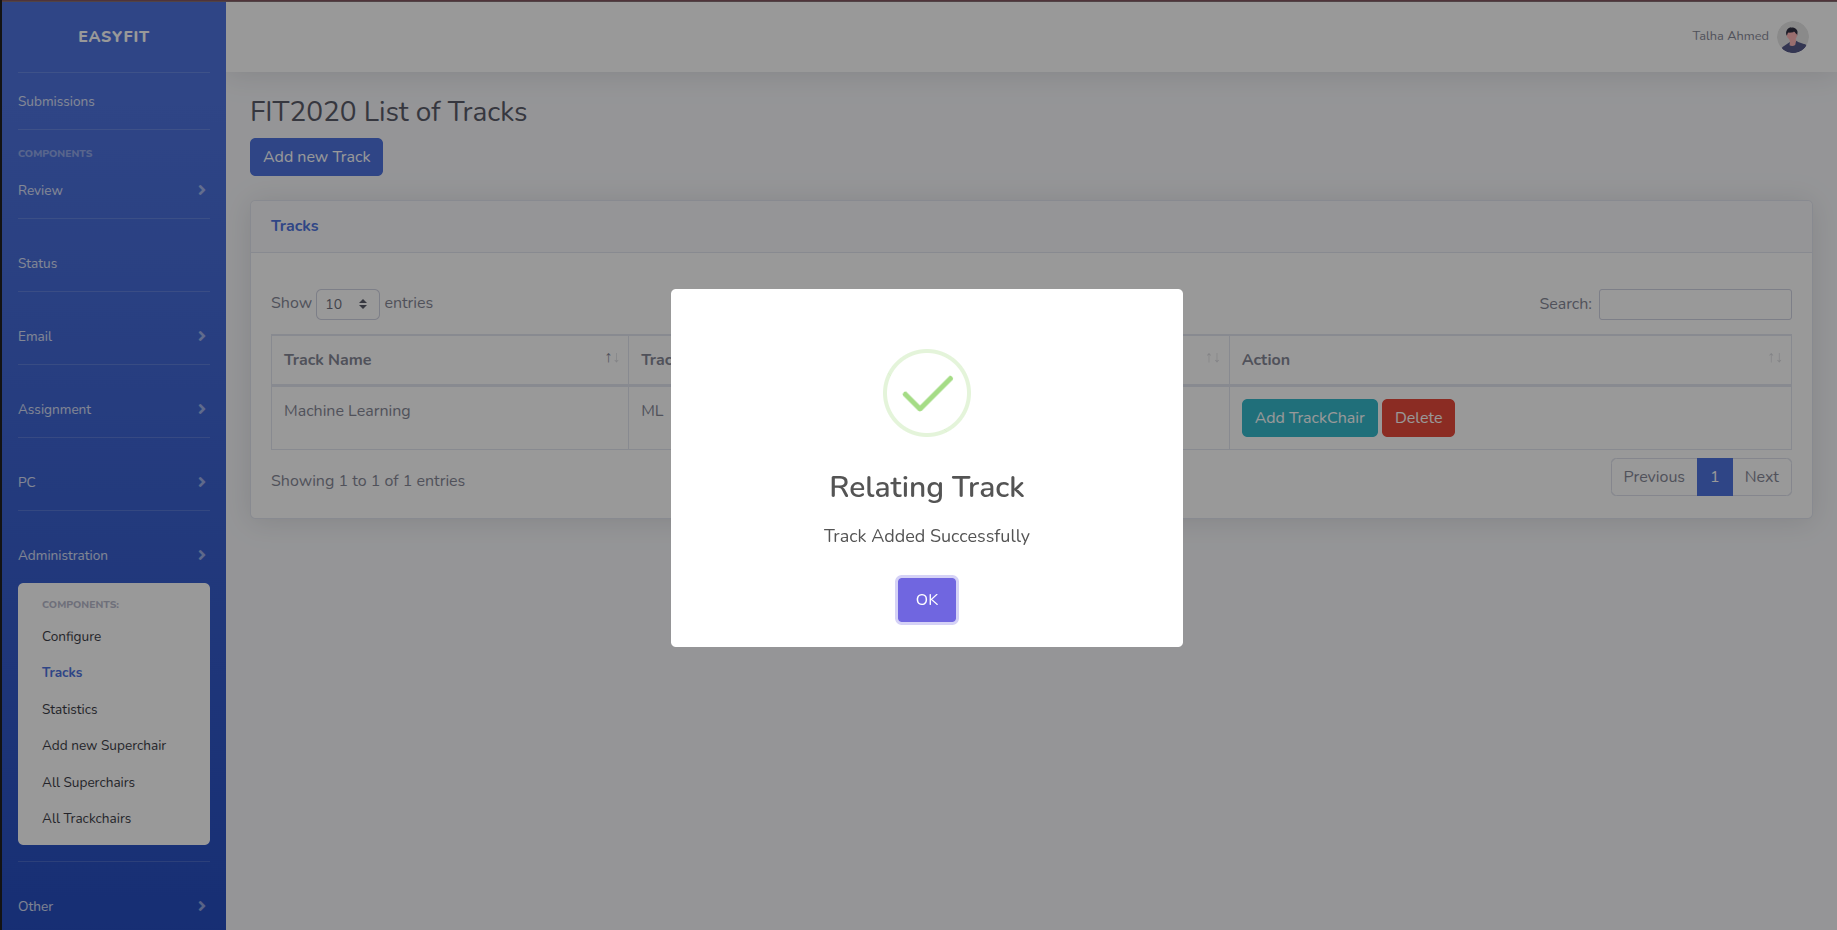 EASYFIT
Talha Ahmed
Submissions
COMPONENTS
Review
Status
Email
Assignment
PC
Administration
COMPONENTS:
Configure
Tracks
Statistics
Add new Superchair
All Superchairs
All Trackchairs
Other
FIT2020 List of Tracks
Add new Track
Tracks
Show 10 entries
Search:
Track Name Trac Action
Machine Learning ML Add TrackChair Delete
Showing 1 to 1 of 1 entries
Previous 1 Next
Relating Track
Track Added Successfully
OK